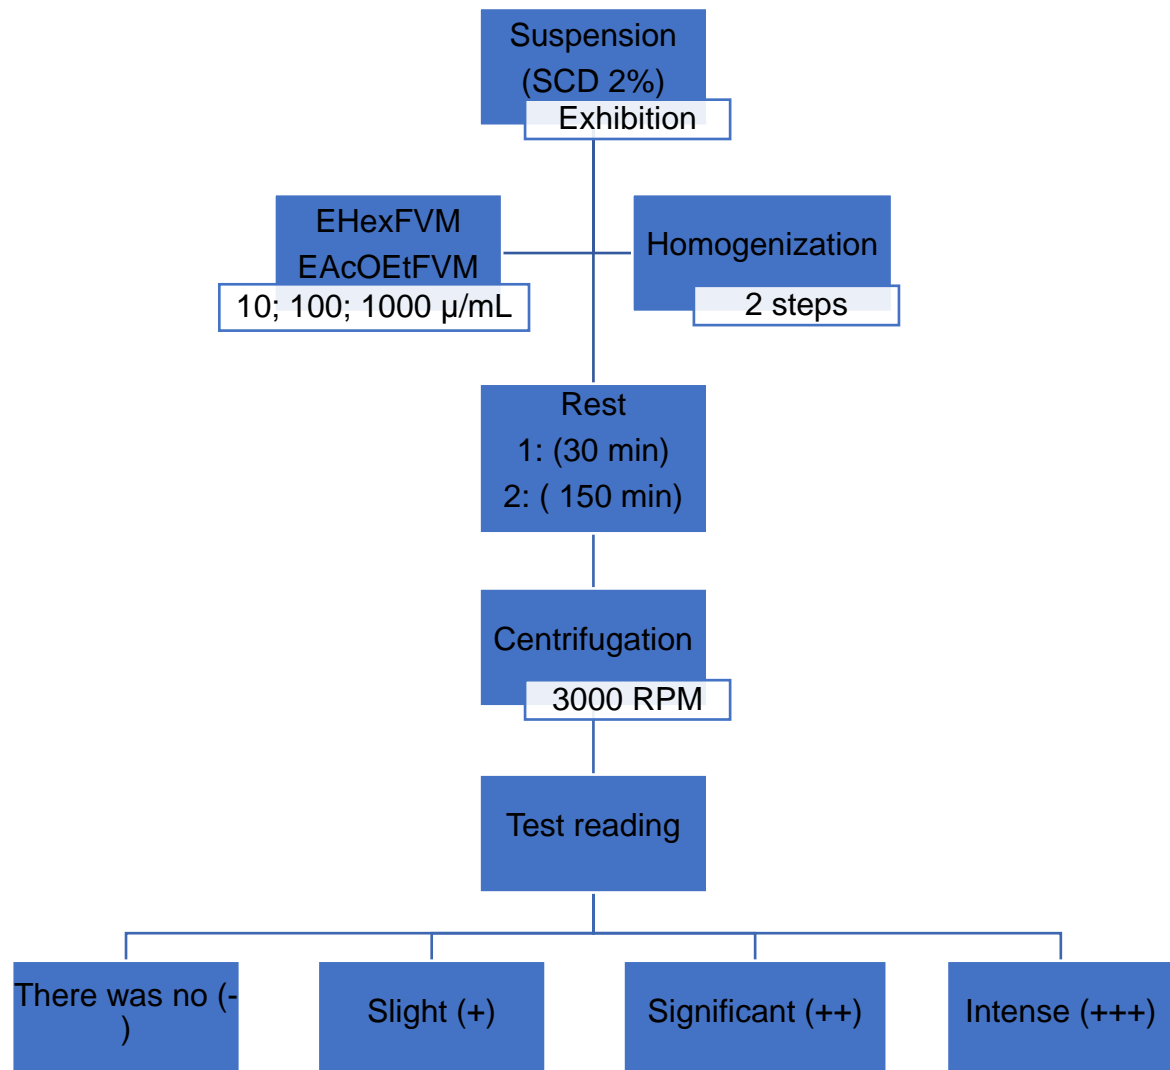 Suspension
(SCD 2%)
Exhibition
EHexFVM
EAcOEtFVM
10; 100; 1000 µ/mL
Homogenization
2 steps
Rest
1: (30 min)
2: ( 150 min)
Centrifugation
3000 RPM
Test reading
There was no (-
)
Slight (+)
Significant (++)
Intense (+++)